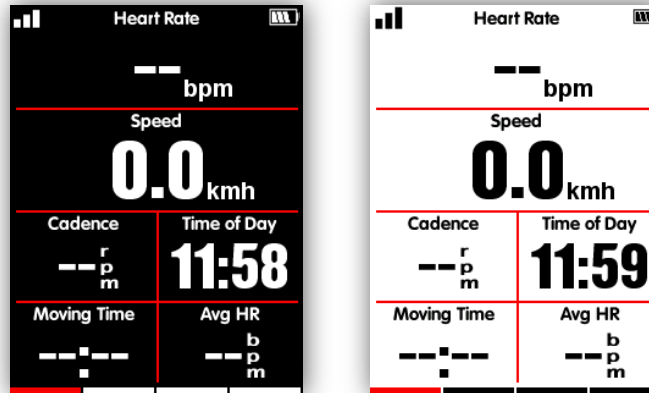 Heart Rate
-- bpm
Speed
0.0 kmh
Cadence Time of Day
-- rpm 11:58
Moving Time Avg HR
--:-- -- bpm
Heart Rate
-- bpm
Speed
0.0 kmh
Cadence Time of Day
-- rpm 11:59
Moving Time Avg HR
--:-- -- bpm